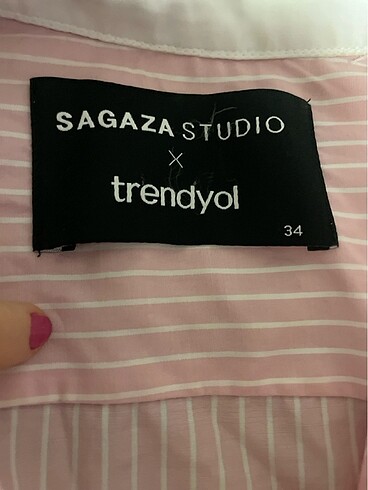 SAGAZA STUDIO
X
trendyol
34